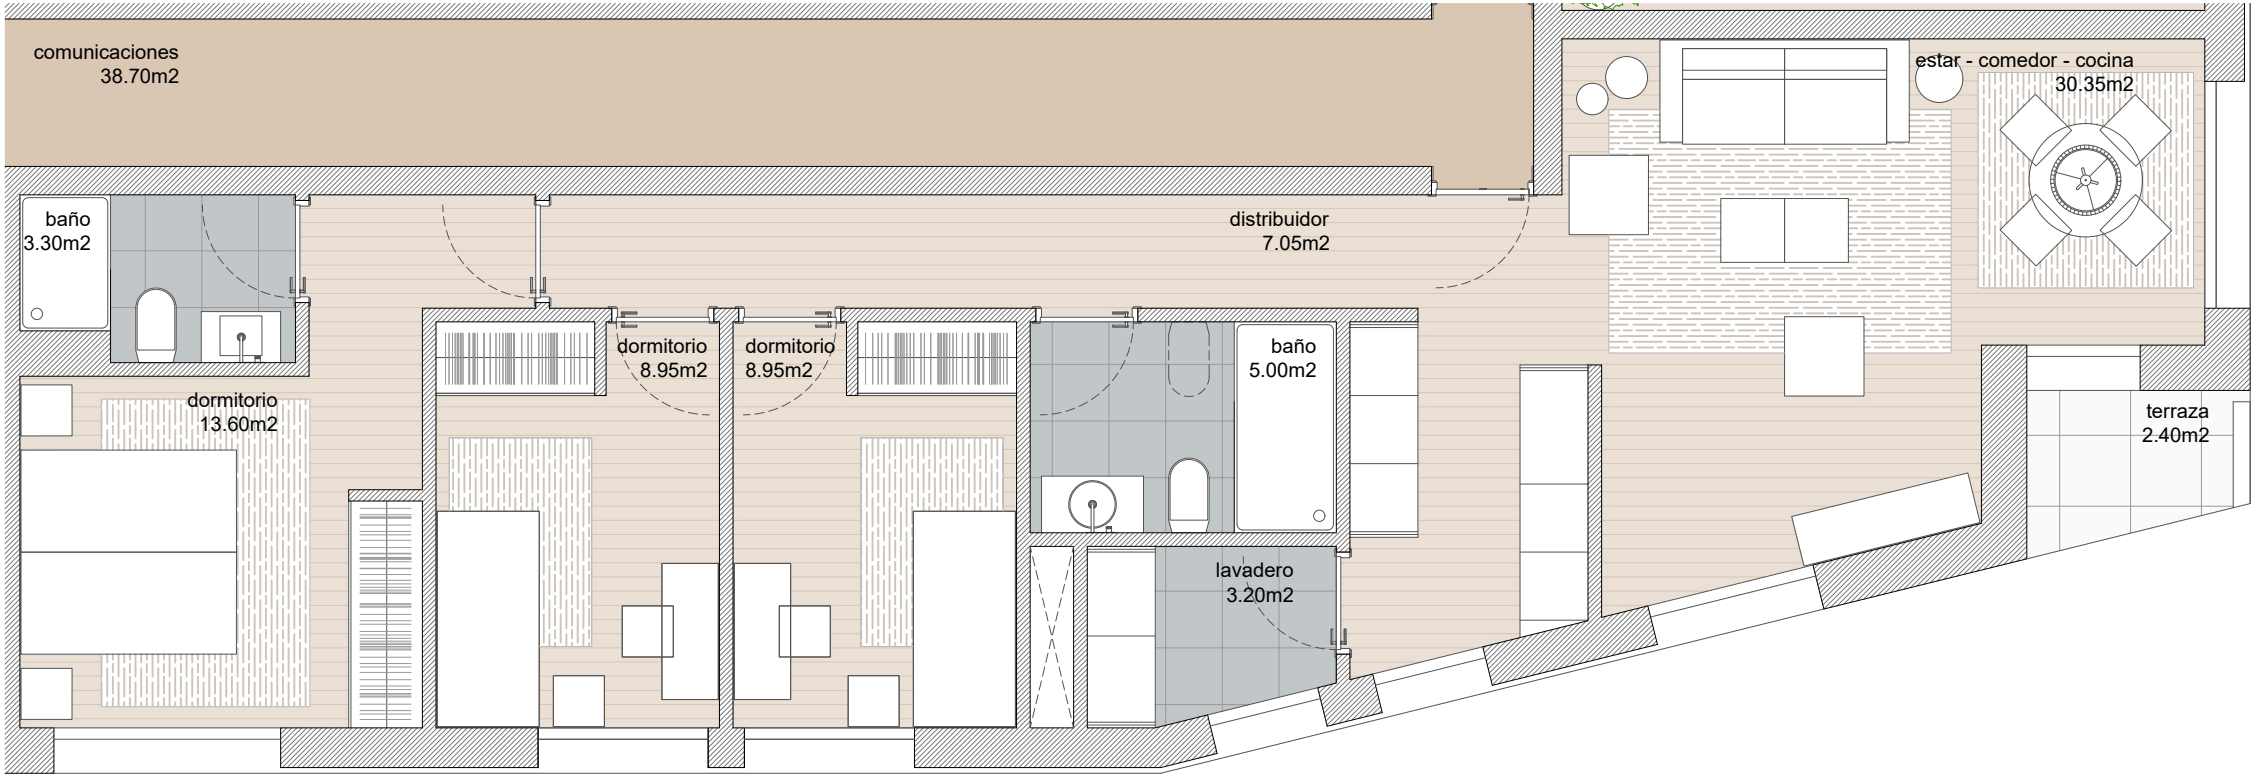 comunicaciones
38.70m2
estar - comedor - cocina
30.35m2
baño
3.30m2
distribuidor
7.05m2
dormitorio
8.95m2
dormitorio
8.95m2
baño
5.00m2
dormitorio
13.60m2
terraza
2.40m2
lavadero
3.20m2